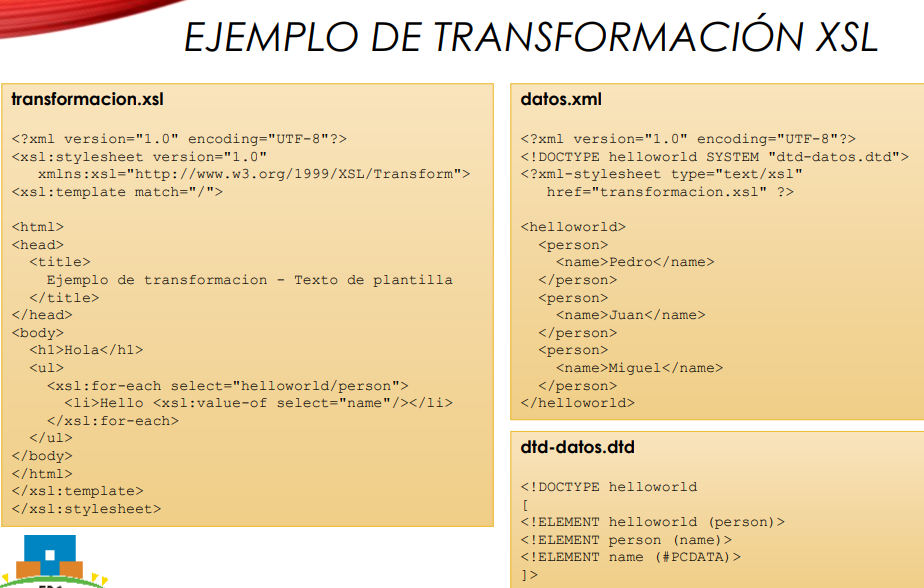 EJEMPLO DE TRANSFORMACIÓN XSL
transformacion.xsl
<?xml version="1.0" encoding="UTF-8"?>
<xsl:stylesheet version="1.0"
xmlns:xsl="http://www.w3.org/1999/XSL/Transform">
<xsl:template match="/">
<html>
<head>
<title>
Ejemplo de transformacion - Texto de plantilla
</title>
</head>
<body>
<h1>Hola</h1>
<ul>
<xsl:for-each select="helloworld/person">
<li>Hello <xsl:value-of select="name"/></li>
</xsl:for-each>
</ul>
</body>
</html>
</xsl:template>
</xsl:stylesheet>
datos.xml
<?xml version="1.0" encoding="UTF-8"?>
<!DOCTYPE helloworld SYSTEM "dtd-datos.dtd">
<?xml-stylesheet type="text/xsl"
href="transformacion.xsl" ?>
<helloworld>
<person>
<name>Pedro</name>
</person>
<person>
<name>Juan</name>
</person>
<person>
<name>Miguel</name>
</person>
</helloworld>
dtd-datos.dtd
<!DOCTYPE helloworld
[
<!ELEMENT helloworld (person)>
<!ELEMENT person (name)>
<!ELEMENT name (#PCDATA)>
]>